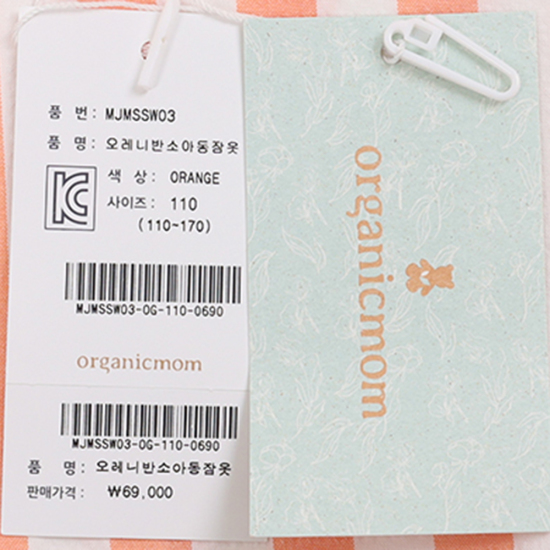 품 번: MJMSSW03
품 명: 오레니반소아동잠옷
색 상: ORANGE
사이즈: 110
(110~170)
MJMSSW03-OG-110-0690
organicmom
MJMSSW03-OG-110-0690
품 명: 오레니반소아동잠옷
판매가격: ₩69,000
organicmom